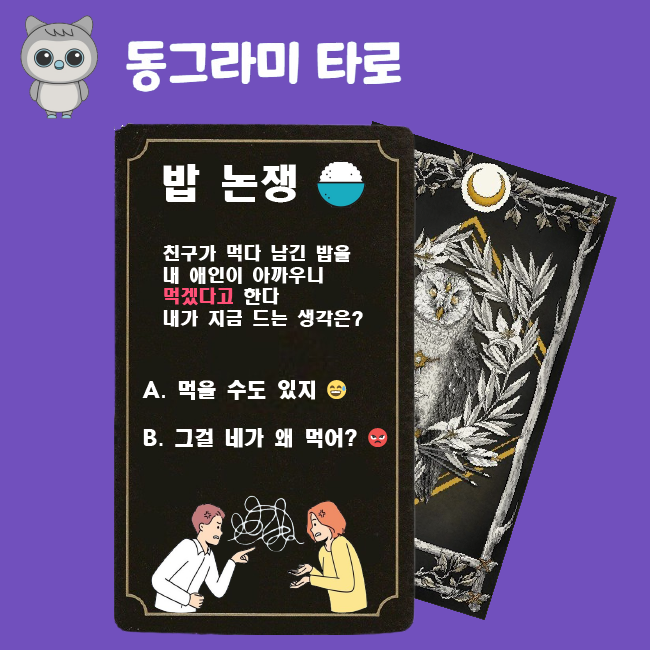 동그라미 타로
밥 논쟁
친구가 먹다 남긴 밥을
내 애인이 아까우니
먹겠다고 한다
내가 지금 드는 생각은?
A. 먹을 수도 있지 😅
B. 그걸 네가 왜 먹어? 😡